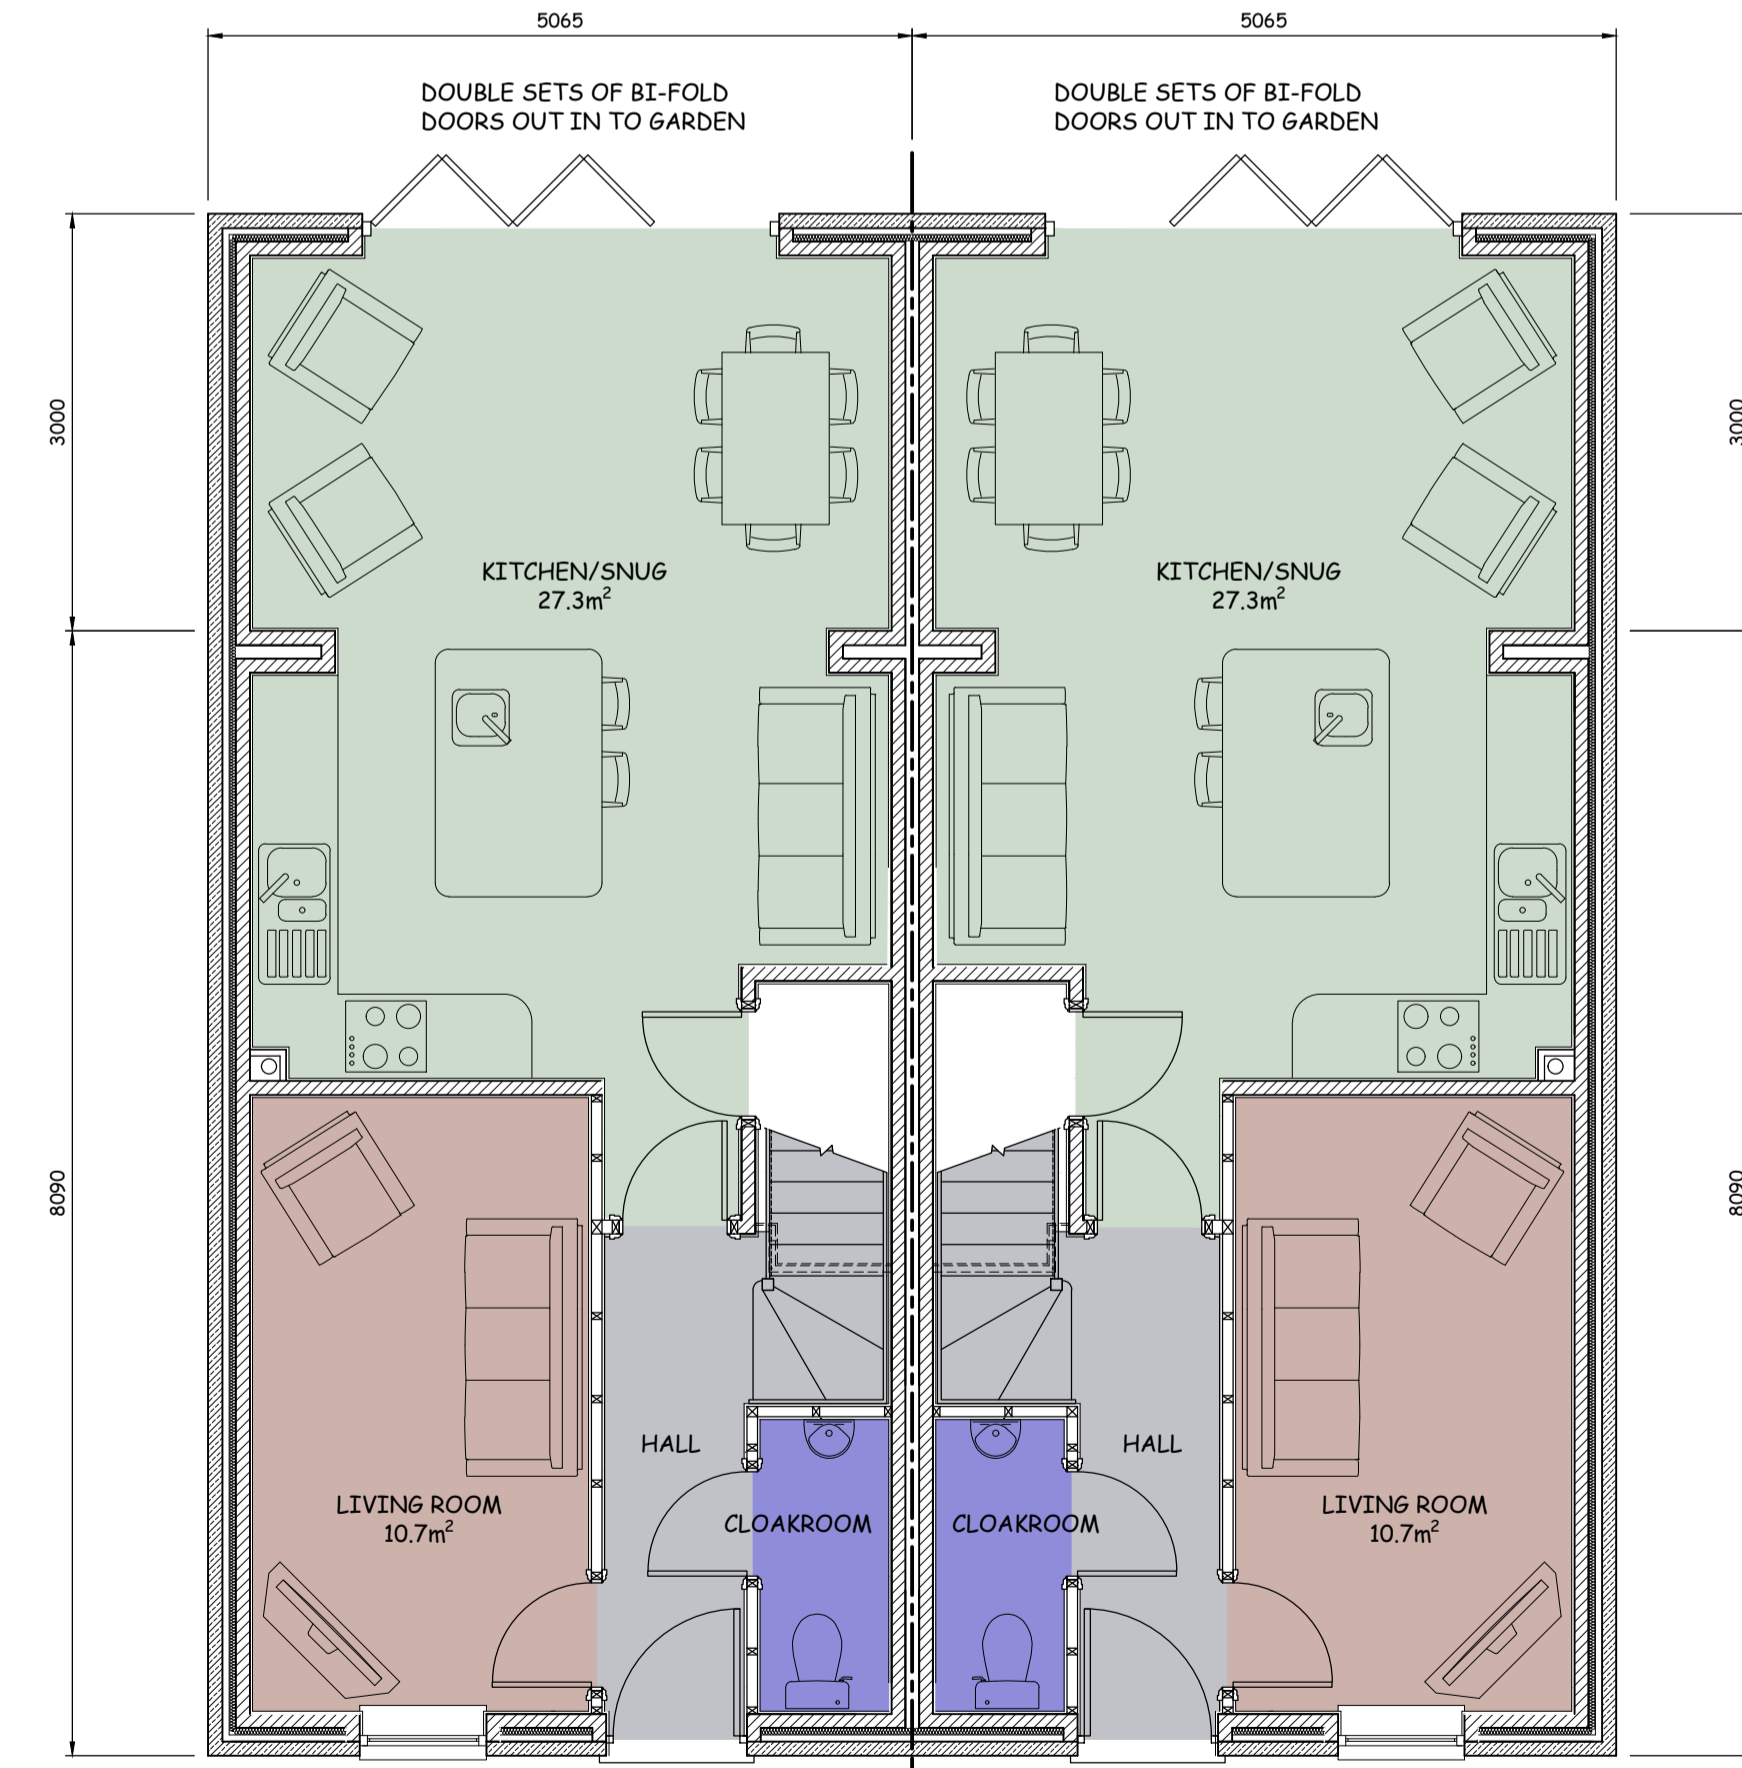 5065
5065
DOUBLE SETS OF BI-FOLD
DOORS OUT IN TO GARDEN
DOUBLE SETS OF BI-FOLD
DOORS OUT IN TO GARDEN
3000
3000
KITCHEN/SNUG
27.3m²
KITCHEN/SNUG
27.3m²
8090
8090
HALL
HALL
LIVING ROOM
10.7m²
CLOAKROOM
CLOAKROOM
LIVING ROOM
10.7m²